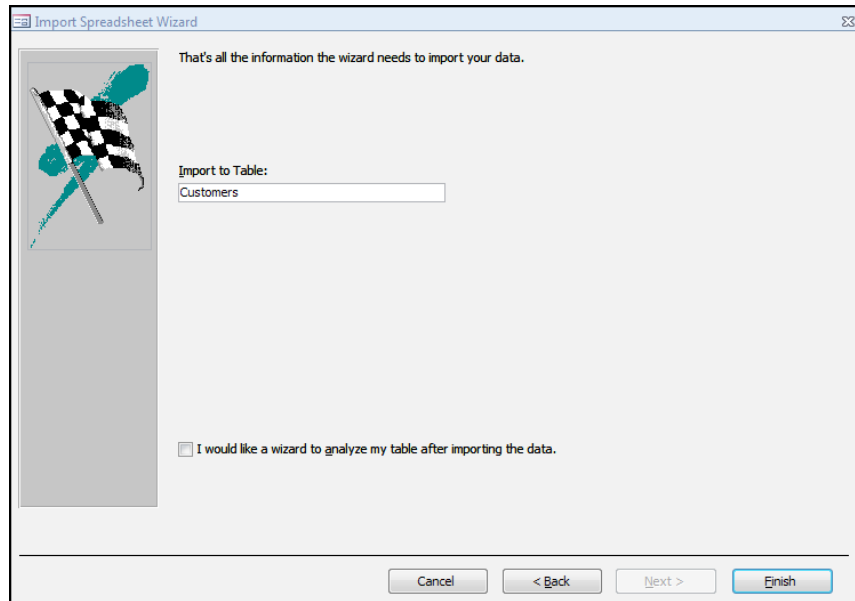 Import Spreadsheet Wizard
That's all the information the wizard needs to import your data.
Import to Table:
Customers
I would like a wizard to analyze my table after importing the data.
Cancel
< Back
Next >
Finish